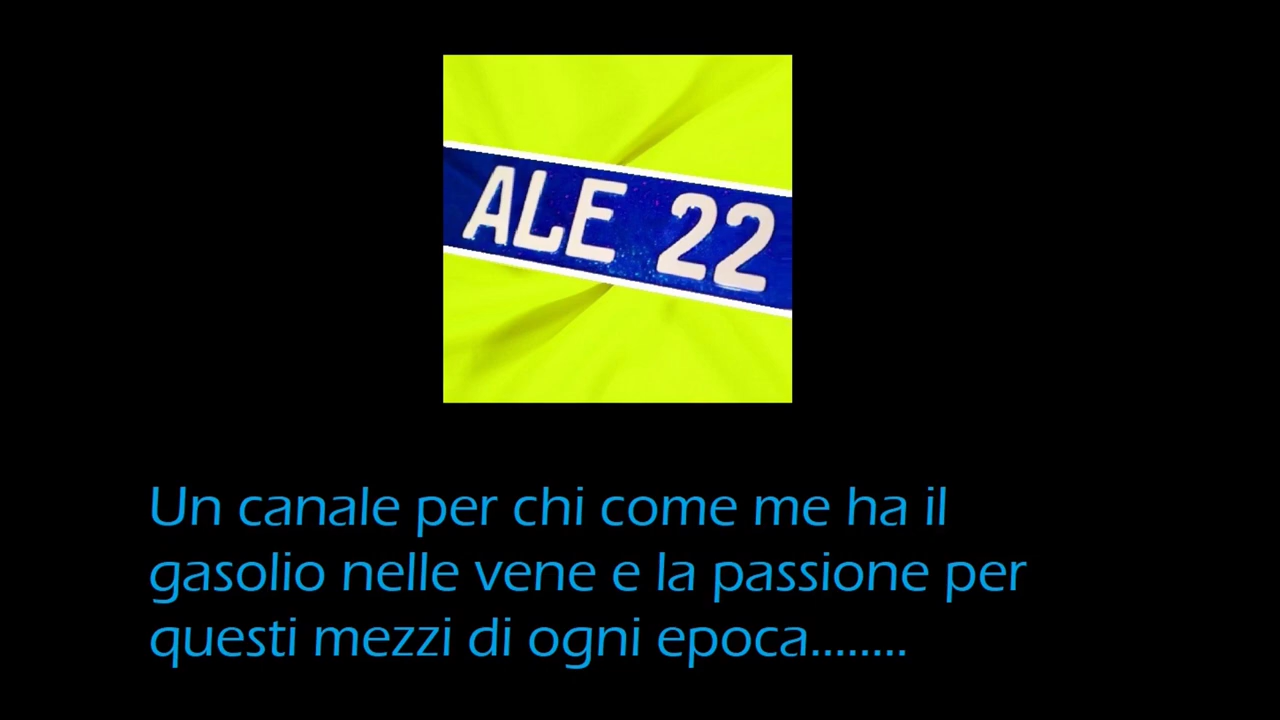 ALE 22
Un canale per chi come me ha il
gasolio nelle vene e la passione per
questi mezzi di ogni epoca........